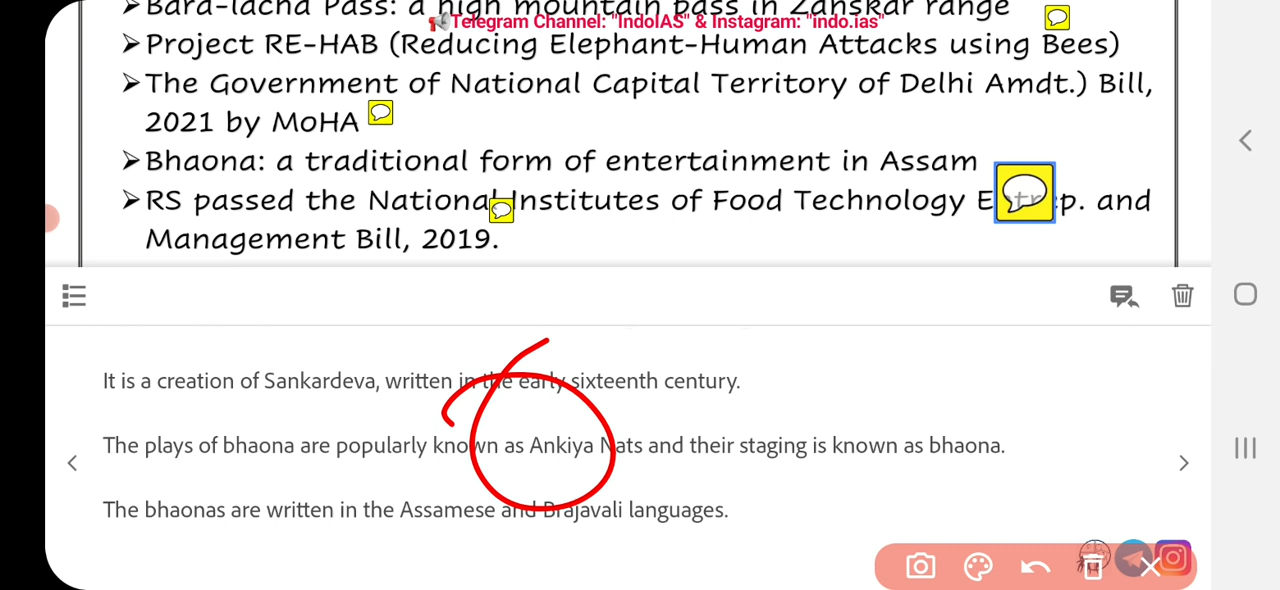 ➢Bara-lacha Pass: a high mountain pass in Zanskar range
Telegram Channel: "IndoIAS" & Instagram: "indo.ias"
➢Project RE-HAB (Reducing Elephant-Human Attacks using Bees)
➢The Government of National Capital Territory of Delhi Amdt.) Bill,
2021 by MoHA
➢Bhaona: a traditional form of entertainment in Assam
➢RS passed the National Institutes of Food Technology Entrep. and
Management Bill, 2019.
It is a creation of Sankardeva, written in the early sixteenth century.
The plays of bhaona are popularly known as Ankiya Nats and their staging is known as bhaona.
The bhaonas are written in the Assamese and Brajavali languages.